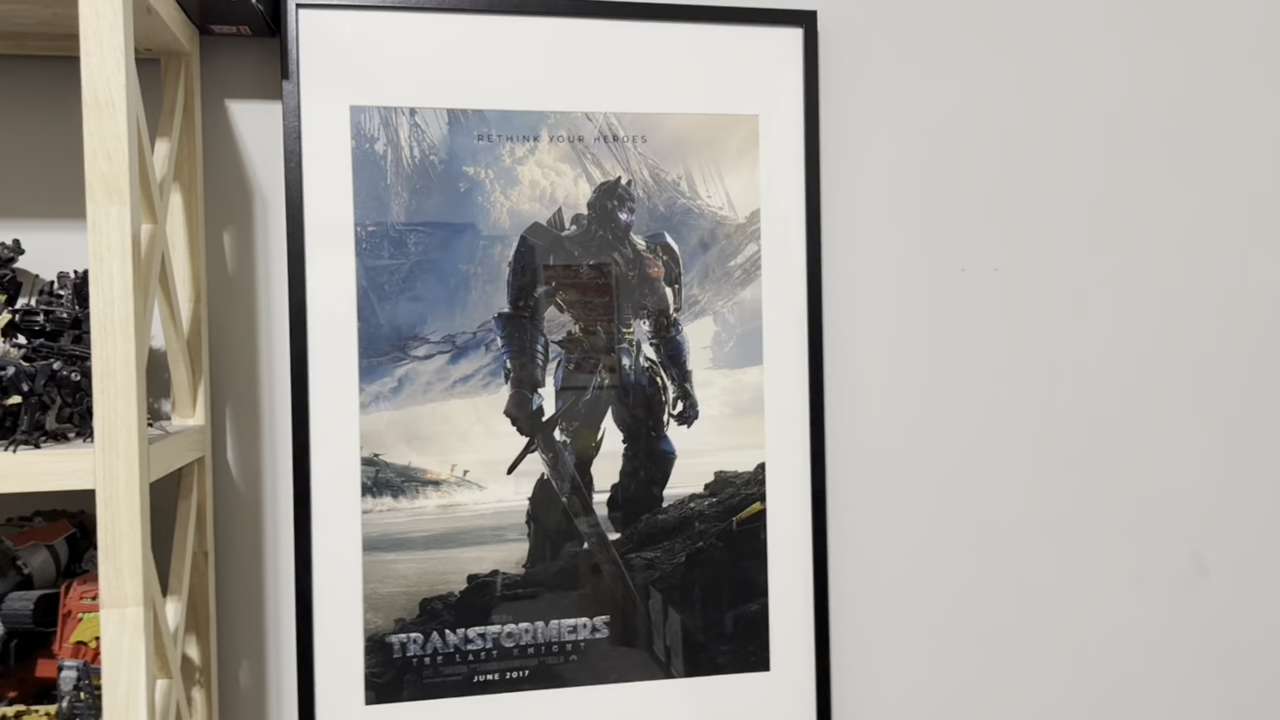 RETHINK YOUR HEROES
TRANSFORMERS
THE LAST KNIGHT
JUNE 2017